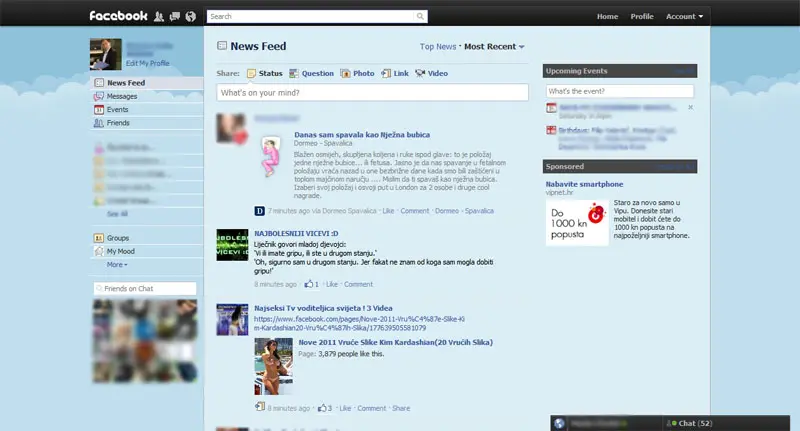 facebook
Search
Home Profile Account
Edit My Profile
News Feed
Messages
Events
Friends
See All
Groups
My Mood
More
Friends on Chat
News Feed
Top News · Most Recent
Share: Status Question Photo Link Video
What's on your mind?
Danas sam spavala kao Nježna bubica
Dormeo - Spavalica
Blažen osmijeh, skupljena koljena i ruke ispod glave: to je položaj
jedne nježne bubice... ili fetusa. Jasno je da nas spavanje u fetalnom
položaju vraća nazad u one bezbrižne dane kada smo bili zaštićeni u
toplom majčinom naručju .... Molim da ti spavaš kao nježna bubica.
Izaberi svoj položaj i osvoji put u London za 2 osobe i druge cool
nagrade.
7 minutes ago via Dormeo Spavalica · Like · Comment · Dormeo - Spavalica
NAJBOLESNIJI VICEVI :D
Liječnik govori mladoj djevojci:
'Vi ili imate gripu, ili ste u drugom stanju.'
'Oh, sigurno sam u drugom stanju. Jer fakat ne znam od koga sam mogla dobiti
gripu!'
8 minutes ago · 1 · Like · Comment
Najseksi Tv voditeljica svijeta ! 3 Videa
https://www.facebook.com/pages/Nove-2011-Vru%C4%87e-Slike-Ki
m-Kardashian20-Vru%C4%87ih-Slika/177639505581079
Nove 2011 Vruće Slike Kim Kardashian(20 Vrućih Slika)
Page: 3,879 people like this.
8 minutes ago · 3 · Like · Comment · Share
Upcoming Events
What's the event?
Sponsored
Nabavite smartphone
vipnet.hr
Do
1000 kn
popusta
Staro za novo samo u
Vipu. Donesite stari
mobitel i dobit ćete do
1000 kn popusta na
najpoželjniji smartphone.
Chat (52)